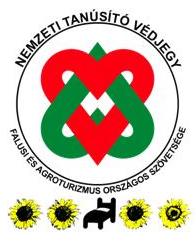 NEMZETI TANÚSÍTÓ VÉDJEGY
FALUSI ÉS AGROTURIZMUS ORSZÁGOS SZÖVETSÉGE